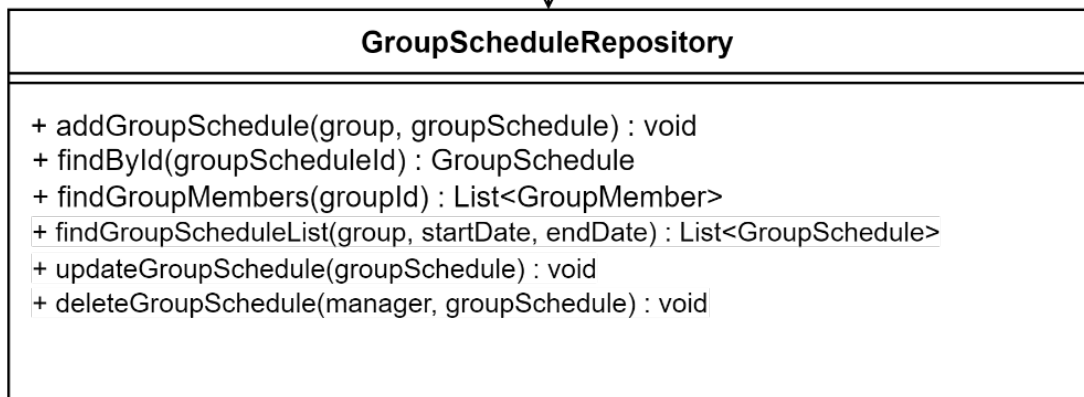 GroupScheduleRepository
+ addGroupSchedule(group, groupSchedule) : void
+ findById(groupScheduleId) : GroupSchedule
+ findGroupMembers(groupId) : List<GroupMember>
+ findGroupScheduleList(group, startDate, endDate) : List<GroupSchedule>
+ updateGroupSchedule(groupSchedule) : void
+ deleteGroupSchedule(manager, groupSchedule) : void